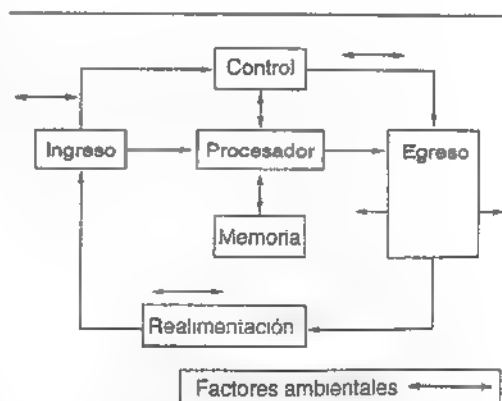 Control
Ingreso
Procesador
Egreso
Memoria
Realimentación
Factores ambientales